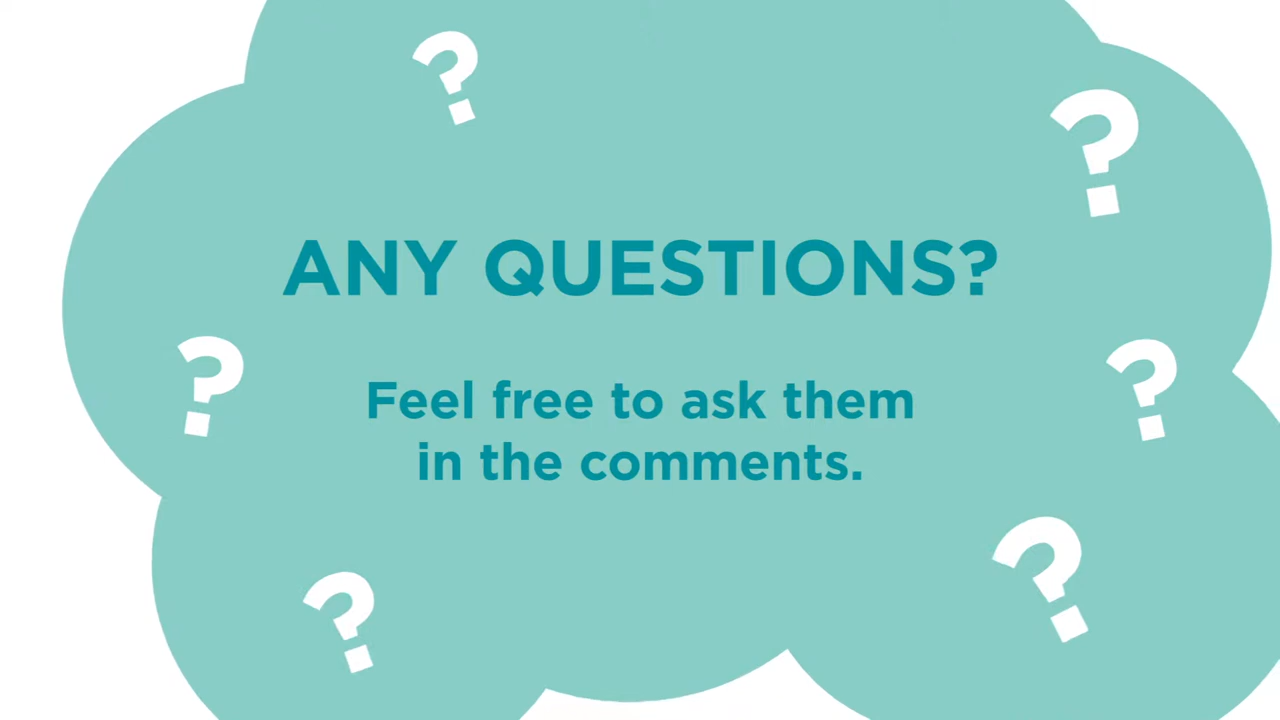 ?
?
ANY QUESTIONS?
?
?
Feel free to ask them
in the comments.
?
?